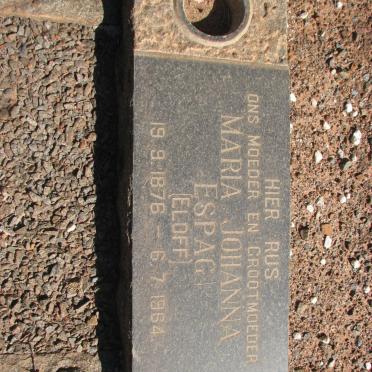 HIER RUS
ONS MOEDER EN GROOTMOEDER
MARIA JOHANNA
ESPAG
(ELOFF)
19.9.1876 – 6.7.1964.